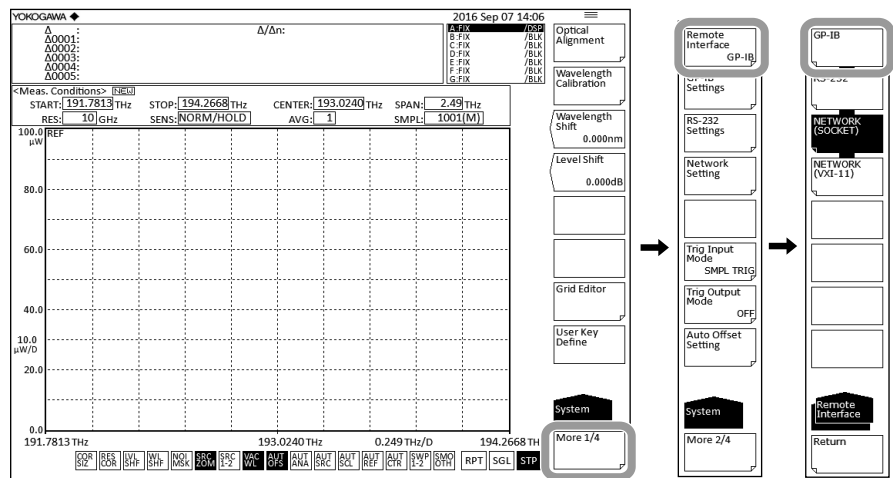 YOKOGAWA
2016 Sep 07 14:06
Δ :
Δ0001:
Δ0002:
Δ0003:
Δ0004:
Δ0005:
Δ/Δn:
A:FIX /DSP
B:FIX /BLK
C:FIX /BLK
D:FIX /BLK
E:FIX /BLK
F:FIX /BLK
G:FIX /BLK
<Meas. Conditions> NEW
START: 191.7813 THz STOP: 194.2668 THz CENTER: 193.0240 THz SPAN: 2.49 THz
RES: 10 GHz SENS: NORM/HOLD AVG: 1 SMPL: 1001(M)
100.0
µW
REF
80.0
60.0
40.0
10.0
µW/D
20.0
0.0
191.7813 THz 193.0240 THz 0.249 THz/D 194.2668 TH
COR SIZ
RES COR
LVL SHF
WL SHF
NOI MSK
SRC ZOM
SRC 1-2
VAC WL
AUT OFS
AUT ANA
AUT SRC
AUT SCL
AUT REF
AUT CTR
SWP 1-2
SMO OTH
RPT SGL STP
Optical
Alignment
Wavelength
Calibration
Wavelength
Shift
0.000nm
Level Shift
0.000dB
Grid Editor
User Key
Define
System
More 1/4
Remote
Interface
GP-IB
GP-IB
Settings
RS-232
Settings
Network
Setting
Trig Input
Mode
SMPL TRIG
Trig Output
Mode
OFF
Auto Offset
Setting
System
More 2/4
GP-IB
RS-232
NETWORK
(SOCKET)
NETWORK
(VXI-11)
Remote
Interface
Return